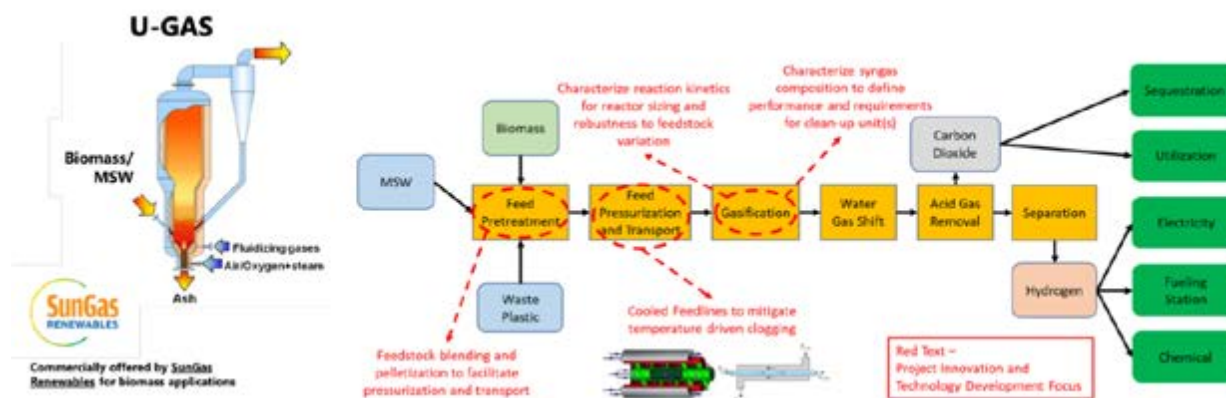 U-GAS
Biomass/
MSW
Fluidizing gases
Air/Oxygen+steam
Ash
SunGas
RENEWABLES
Commercially offered by SunGas
Renewables for biomass applications
Characterize reaction kinetics
for reactor sizing and
robustness to feedstock
variation
Characterize syngas
composition to define
performance and requirements
for clean-up unit(s)
Biomass
MSW
Waste
Plastic
Feed
Pretreatment
Feed
Pressurization
and Transport
Gasification
Water
Gas Shift
Acid Gas
Removal
Separation
Carbon
Dioxide
Hydrogen
Sequestration
Utilization
Electricity
Fueling
Station
Chemical
Feedstock blending and
pelletization to facilitate
pressurization and transport
Cooled Feedlines to mitigate
temperature driven clogging
Red Text –
Project Innovation and
Technology Development Focus